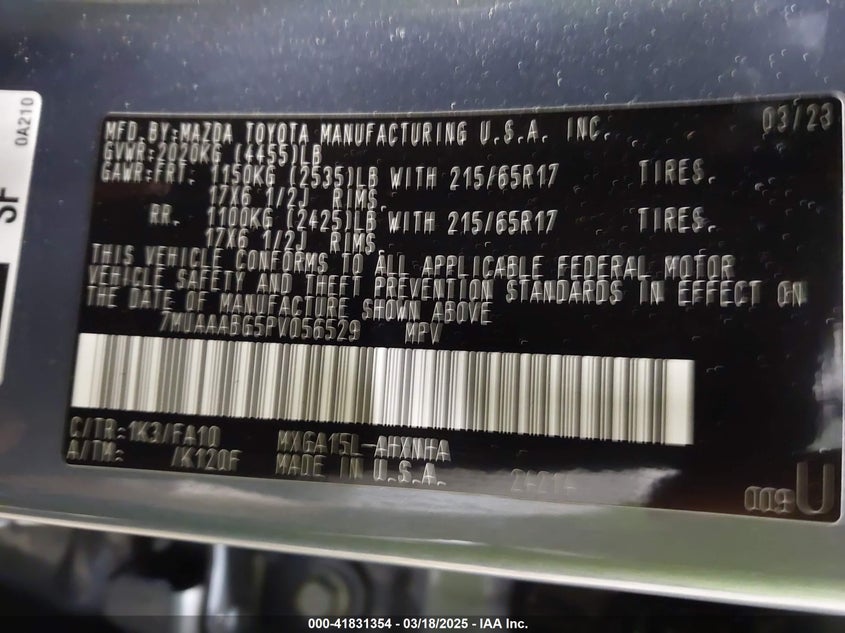 0A210
SF
MFD.BY:MAZDA TOYOTA MANUFACTURING U.S.A. INC. 03/23
GVWR:2020KG (4455)LB
GAWR:FRT. 1150KG (2535)LB WITH 215/65R17 TIRES.
17X6 1/2J RIMS.
RR. 1100KG (2425)LB WITH 215/65R17 TIRES.
17X6 1/2J RIMS
THIS VEHICLE CONFORMS TO ALL APPLICABLE FEDERAL MOTOR
VEHICLE SAFETY AND THEFT PREVENTION STANDARDS IN EFFECT ON
THE DATE OF MANUFACTURE SHOWN ABOVE
7MUAAABG5PV056529 MPV
C/TR:1K3/FA10 MXGA15L-AHXNHA
A/TM: /K120F MADE IN U.S.A.
009U
000-41831354 / 03/18/2025 - IAA Inc.